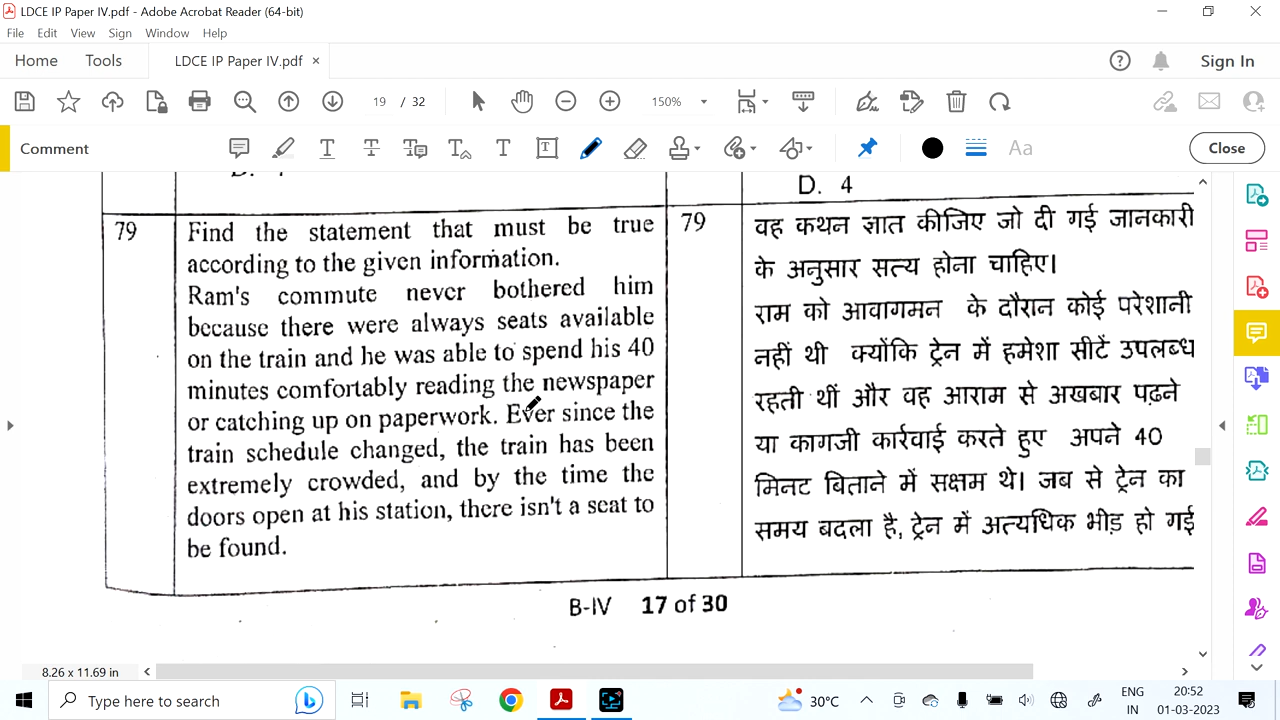 LDCE IP Paper IV.pdf - Adobe Acrobat Reader (64-bit)
File Edit View Sign Window Help
Home Tools LDCE IP Paper IV.pdf × Sign In
19 / 32 150%
Comment Aa Close
D. 4
79
Find the statement that must be true
according to the given information.
Ram's commute never bothered him
because there were always seats available
on the train and he was able to spend his 40
minutes comfortably reading the newspaper
or catching up on paperwork. Ever since the
train schedule changed, the train has been
extremely crowded, and by the time the
doors open at his station, there isn't a seat to
be found.
79
वह कथन ज्ञात कीजिए जो दी गई जानकारी
के अनुसार सत्य होना चाहिए।
राम को आवागमन के दौरान कोई परेशानी
नहीं थी क्योंकि ट्रेन में हमेशा सीटें उपलब्ध
रहती थीं और वह आराम से अखबार पढ़ने
या कागजी कार्रवाई करते हुए अपने 40
मिनट बिताने में सक्षम थे। जब से ट्रेन का
समय बदला है, ट्रेन में अत्यधिक भीड़ हो गई
B-IV 17 of 30
8.26 x 11.69 in
Type here to search
30°C
ENG
IN
20:52
01-03-2023